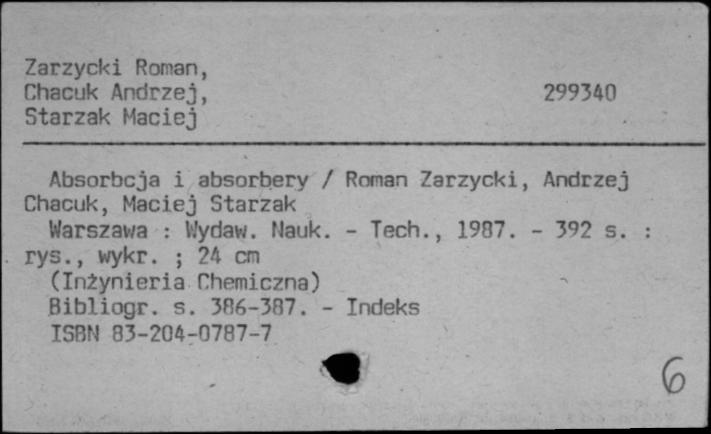 Zarzycki Roman,
Chacuk Andrzej, 299340
Starzak Maciej
Absorbcja i absorbery / Roman Zarzycki, Andrzej
Chacuk, Maciej Starzak
Warszawa : Wydaw. Nauk. - Tech., 1987. - 392 s. :
rys., wykr. ; 24 cm
(Inżynieria Chemiczna)
Bibliogr. s. 386-387. - Indeks
ISBN 83-204-0787-7
6